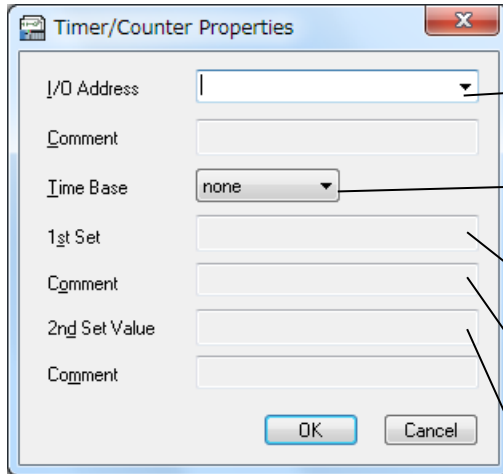 Timer/Counter Properties
I/O Address
Comment
Time Base none
1st Set
Comment
2nd Set Value
Comment
OK Cancel